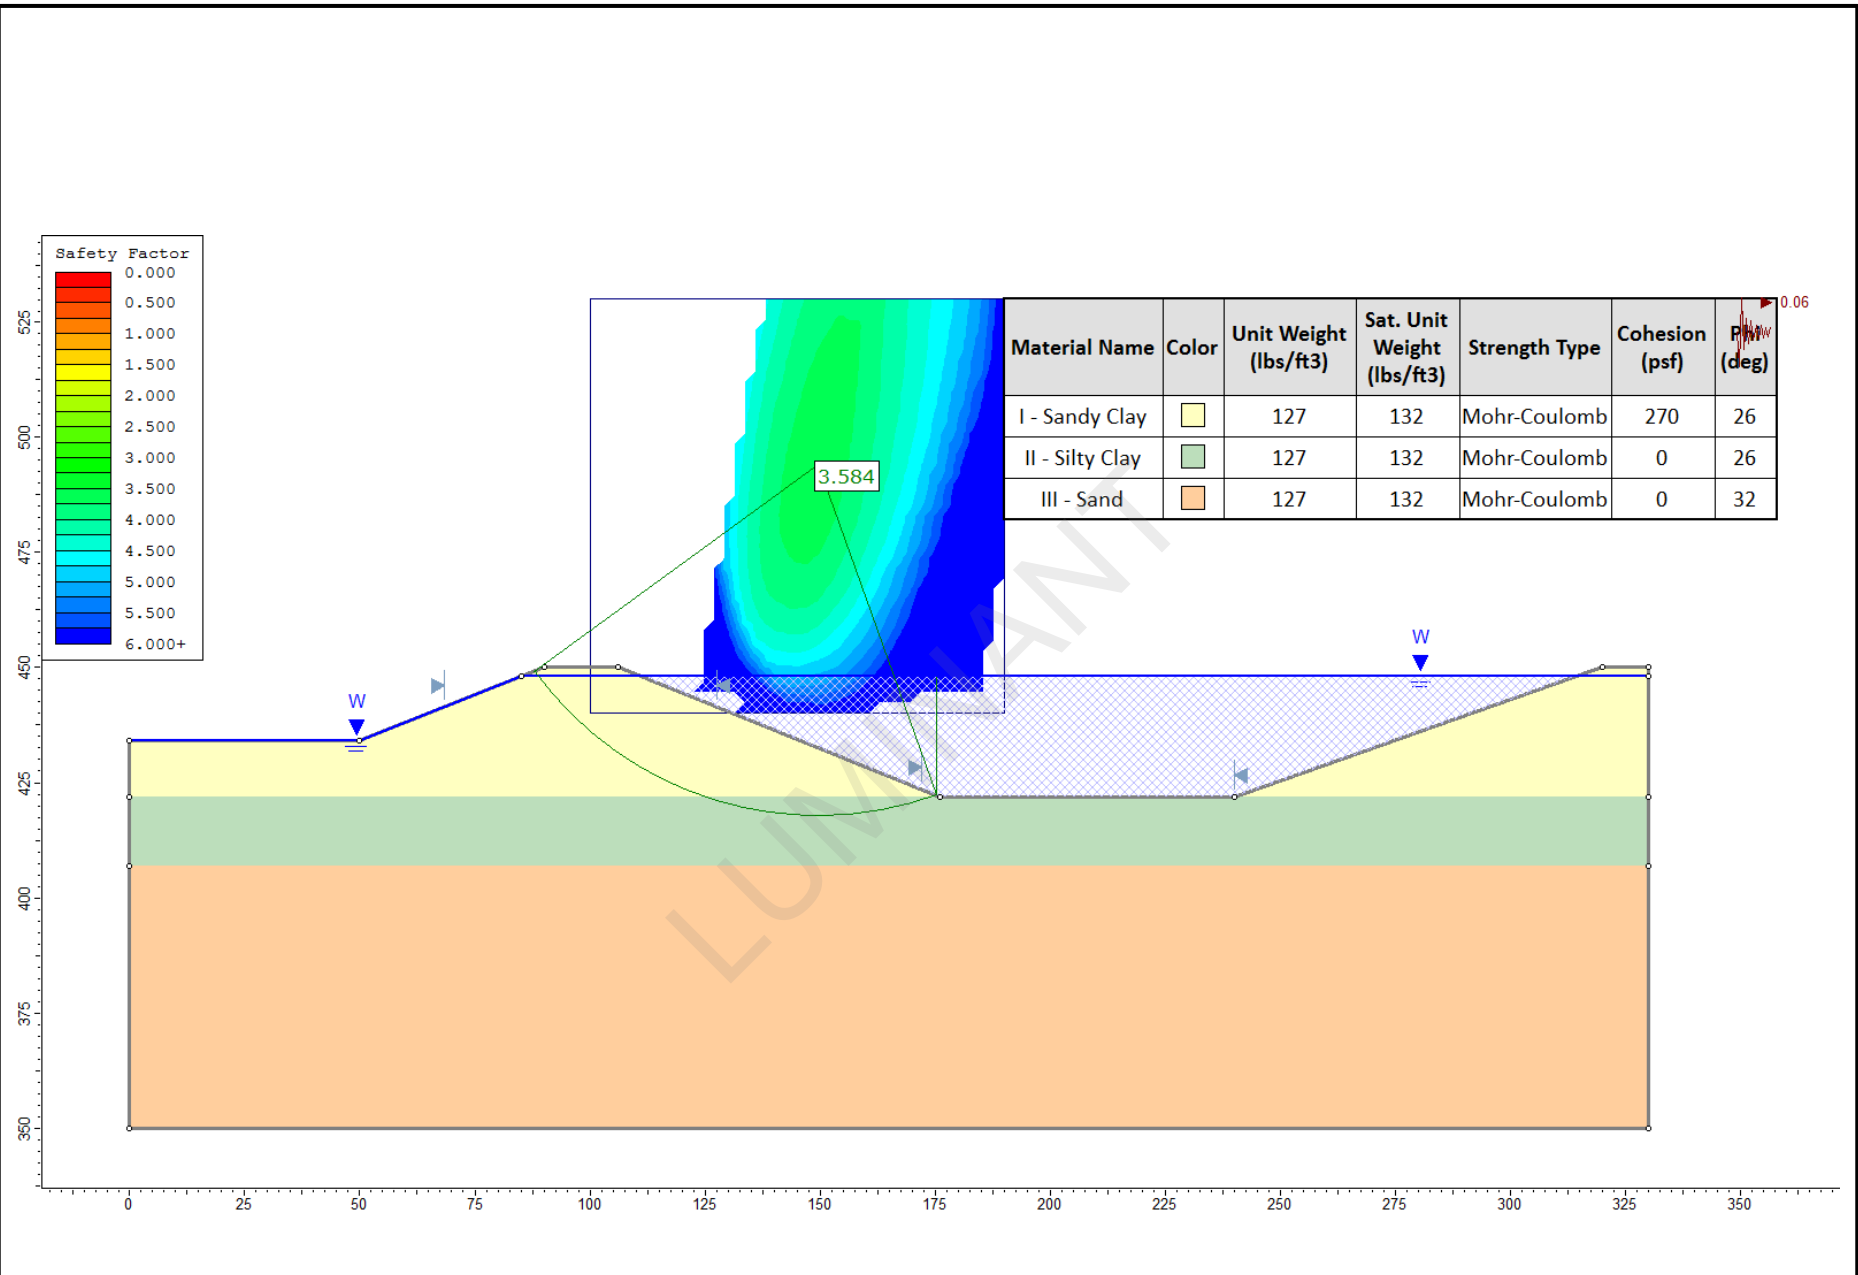 Safety Factor
0.000
0.500
1.000
1.500
2.000
2.500
3.000
3.500
4.000
4.500
5.000
5.500
6.000+
0.06
Material Name Color Unit Weight (lbs/ft3) Sat. Unit Weight (lbs/ft3) Strength Type Cohesion (psf) Phi (deg)
I - Sandy Clay 127 132 Mohr-Coulomb 270 26
II - Silty Clay 127 132 Mohr-Coulomb 0 26
III - Sand 127 132 Mohr-Coulomb 0 32
3.584
W
W
LUMINANT
525
500
475
450
425
400
375
350
0 25 50 75 100 125 150 175 200 225 250 275 300 325 350